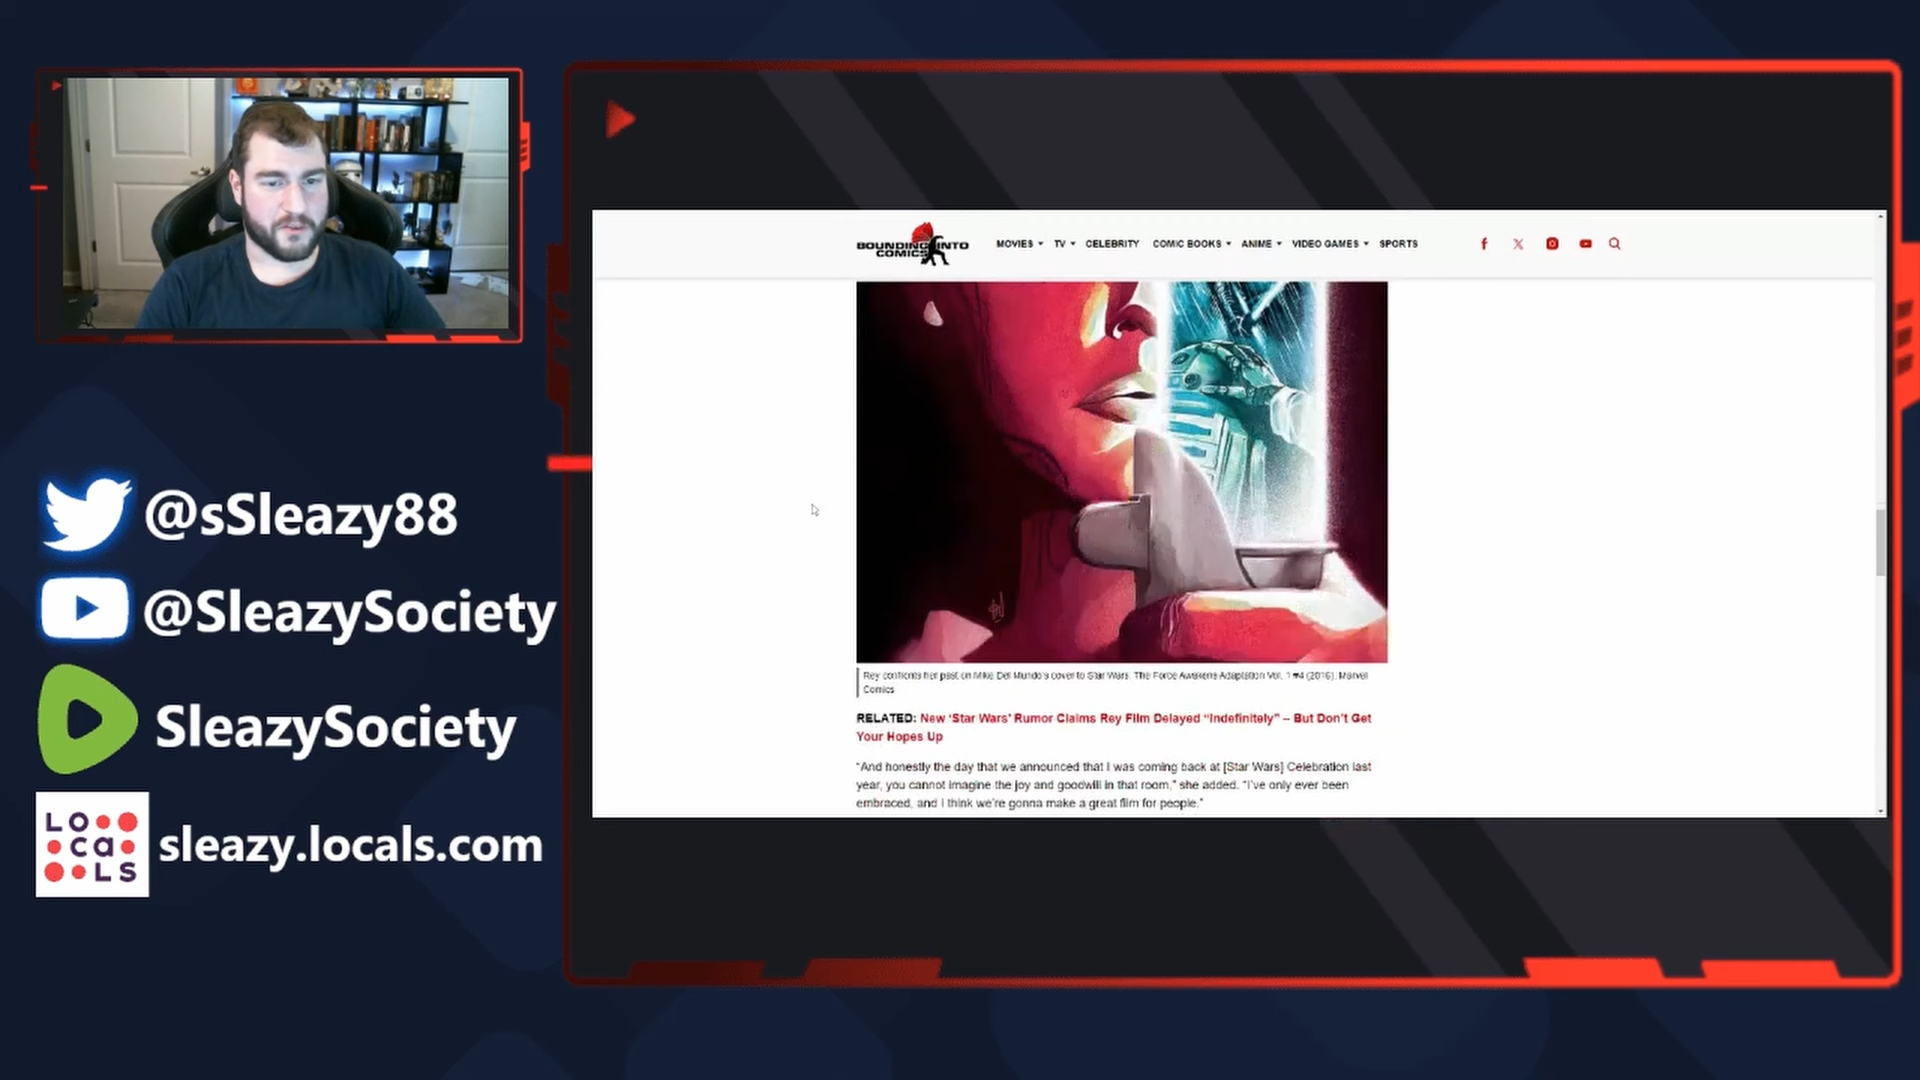 @sSleazy88
@SleazySociety
SleazySociety
LOcaLS
sleazy.locals.com
BOUNDING INTO
COMICS
MOVIES TV CELEBRITY COMIC BOOKS ANIME VIDEO GAMES SPORTS
Rey confronts her past on Mike Del Mundo's cover to Star Wars: The Force Awakens Adaptation Vol. 1 #4 (2016), Marvel
Comics
RELATED: New ‘Star Wars’ Rumor Claims Rey Film Delayed “Indefinitely” – But Don’t Get
Your Hopes Up
“And honestly the day that we announced that I was coming back at [Star Wars] Celebration last
year, you cannot imagine the joy and goodwill in that room,” she added. “I’ve only ever been
embraced, and I think we’re gonna make a great film for people.”